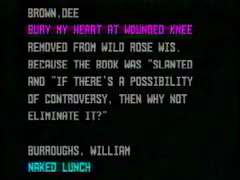 BROWN,DEE
BURY MY HEART AT WOUNDED KNEE
REMOVED FROM WILD ROSE WIS.
BECAUSE THE BOOK WAS "SLANTED
AND "IF THERE'S A POSSIBILITY
OF CONTROVERSY, THEN WHY NOT
ELIMINATE IT?"
BURROUGHS, WILLIAM
NAKED LUNCH